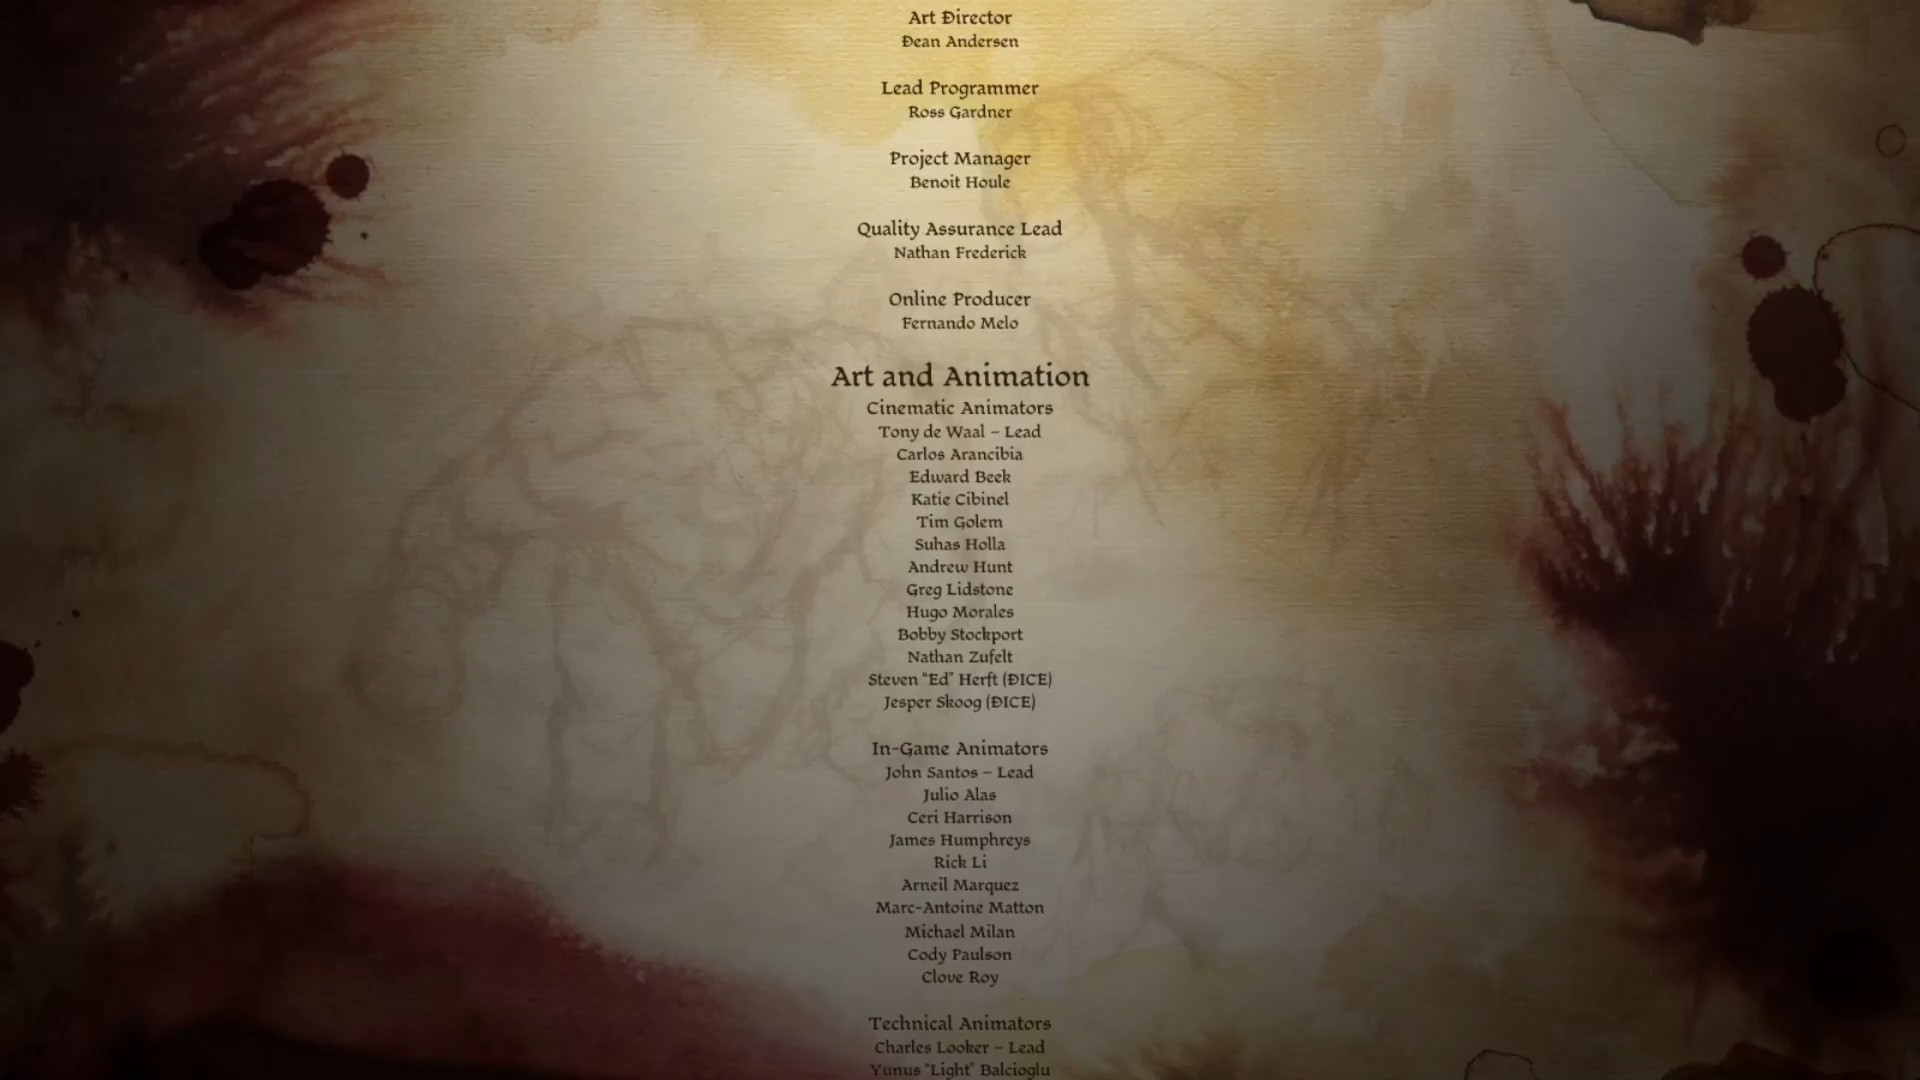 Art Director
Dean Andersen
Lead Programmer
Ross Gardner
Project Manager
Benoit Houle
Quality Assurance Lead
Nathan Frederick
Online Producer
Fernando Melo
Art and Animation
Cinematic Animators
Tony de Waal – Lead
Carlos Arancibia
Edward Beek
Katie Cibinel
Tim Golem
Suhas Holla
Andrew Hunt
Greg Lidstone
Hugo Morales
Bobby Stockport
Nathan Zufelt
Steven "Ed" Herft (DICE)
Jesper Skoog (DICE)
In-Game Animators
John Santos – Lead
Julio Alas
Ceri Harrison
James Humphreys
Rick Li
Arneil Marquez
Marc-Antoine Matton
Michael Milan
Cody Paulson
Clove Roy
Technical Animators
Charles Looker – Lead
Yunus "Light" Balcioglu